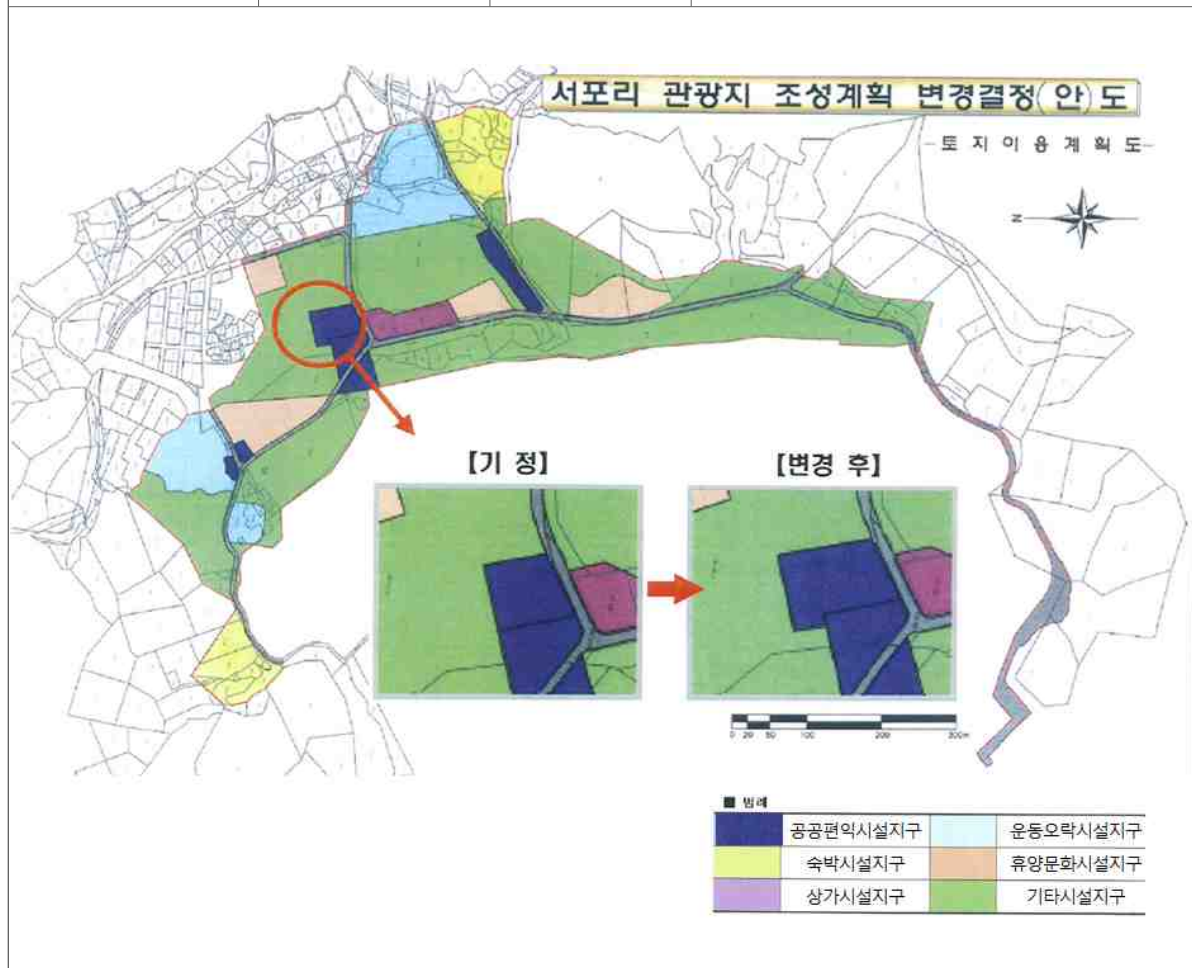 서포리 관광지 조성계획 변경결정(안)도
-토지이용계획도-
N
【기 정】
【변경 후】
0 20 50 100 200 300m
■ 범례
공공편익시설지구 운동오락시설지구
숙박시설지구 휴양문화시설지구
상가시설지구 기타시설지구